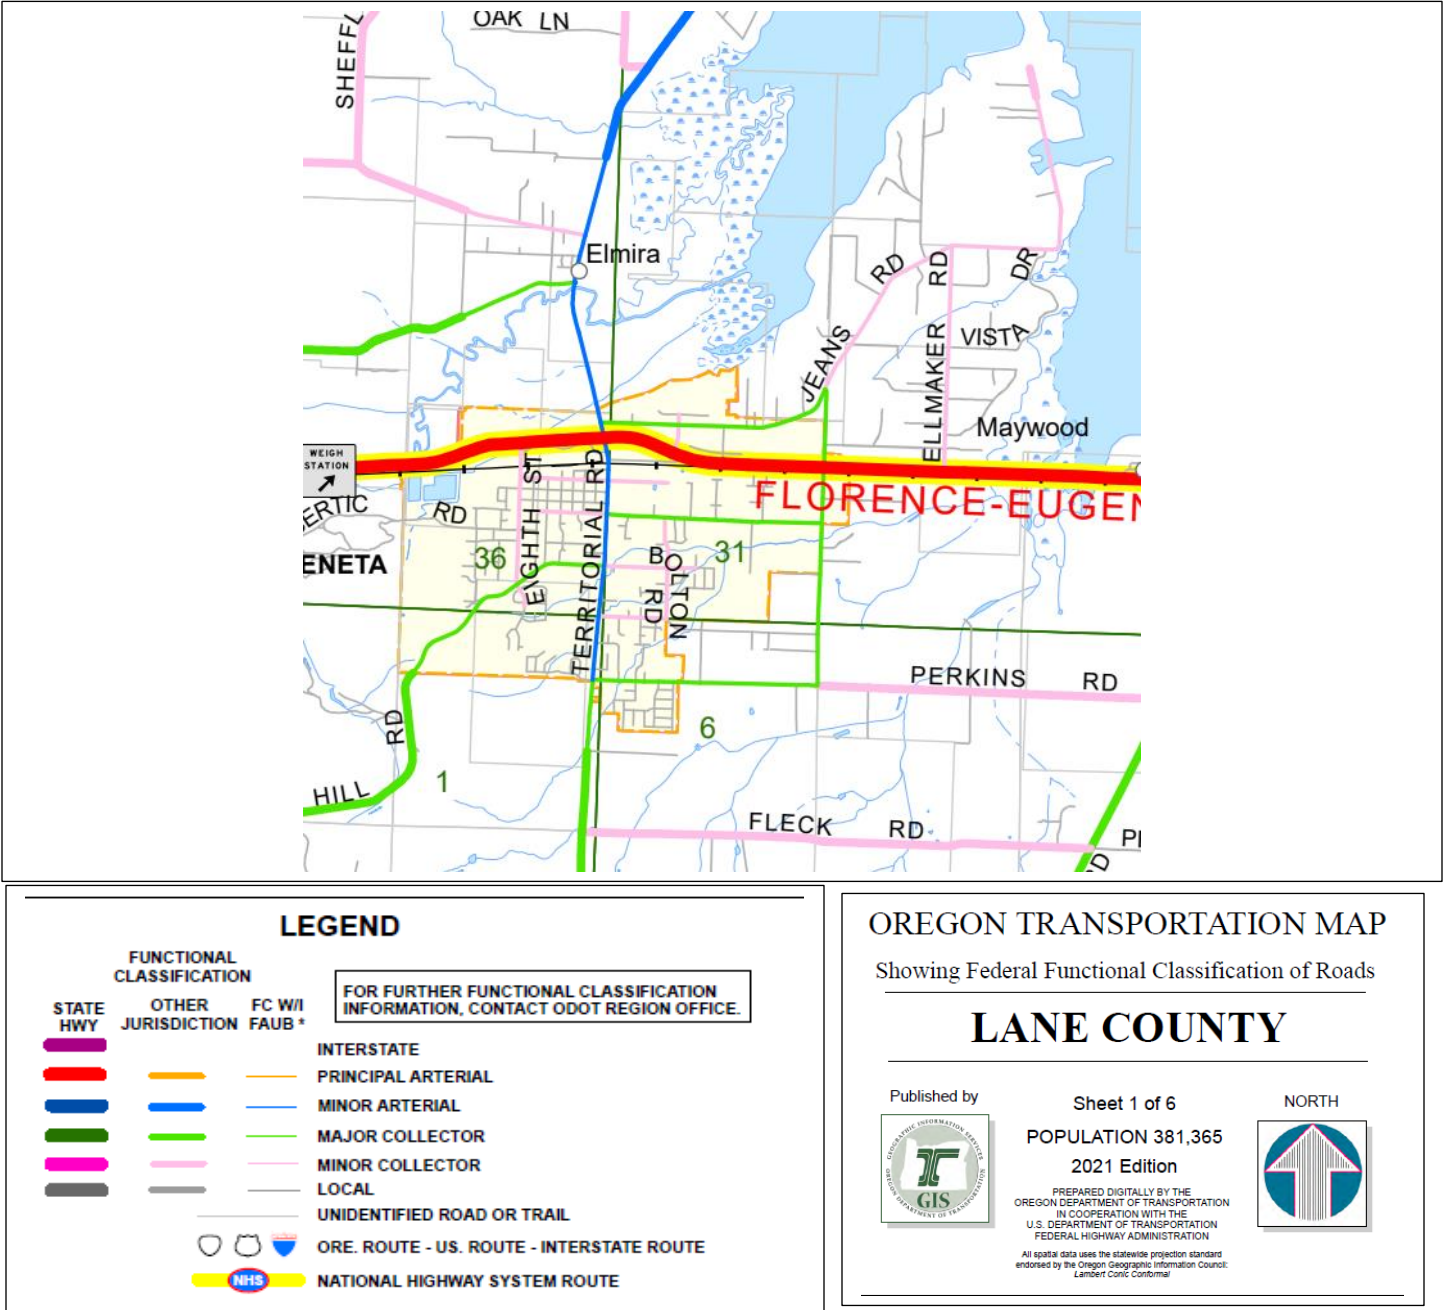 OAK LN
SHEFFL
Elmira
JEANS RD
ELLMAKER RD
VISTA DR
Maywood
WEIGH
STATION
FLORENCE-EUGEN
ERTIC RD
ENETA
36
EIGHTH ST
TERRITORIAL RD
BOLTON RD
31
PERKINS RD
6
1
HILL RD
FLECK RD
LEGEND
FUNCTIONAL
CLASSIFICATION
STATE HWY
OTHER JURISDICTION
FC W/I FAUB *
FOR FURTHER FUNCTIONAL CLASSIFICATION
INFORMATION, CONTACT ODOT REGION OFFICE.
INTERSTATE
PRINCIPAL ARTERIAL
MINOR ARTERIAL
MAJOR COLLECTOR
MINOR COLLECTOR
LOCAL
UNIDENTIFIED ROAD OR TRAIL
ORE. ROUTE - US. ROUTE - INTERSTATE ROUTE
NHS NATIONAL HIGHWAY SYSTEM ROUTE
OREGON TRANSPORTATION MAP
Showing Federal Functional Classification of Roads
LANE COUNTY
Published by
GEOGRAPHIC INFORMATION SERVICES
OREGON DEPARTMENT OF TRANSPORTATION
GIS
Sheet 1 of 6
POPULATION 381,365
2021 Edition
PREPARED DIGITALLY BY THE
OREGON DEPARTMENT OF TRANSPORTATION
IN COOPERATION WITH THE
U.S. DEPARTMENT OF TRANSPORTATION
FEDERAL HIGHWAY ADMINISTRATION
All spatial data uses the statewide projection standard
endorsed by the Oregon Geographic Information Council:
Lambert Conic Conformal
NORTH